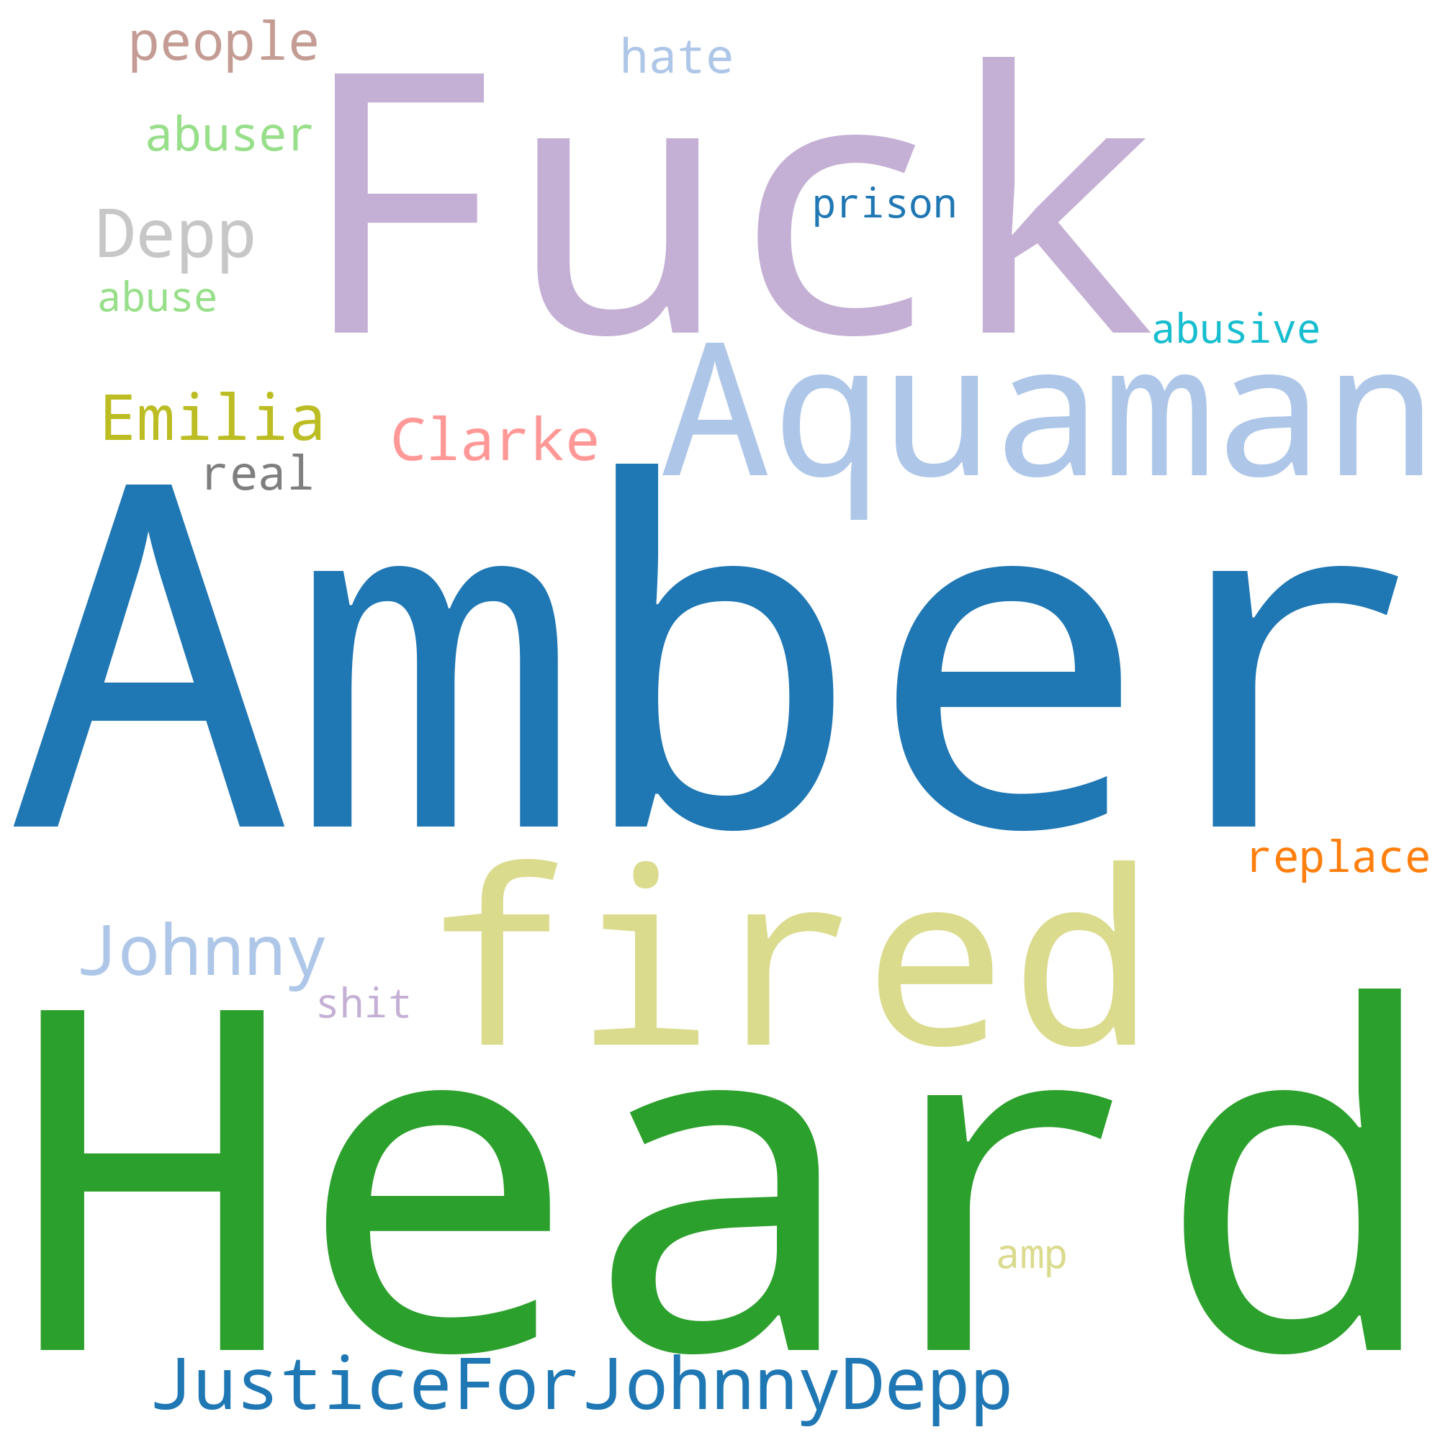 people
hate
Fuck
abuser
prison
Depp
abuse
abusive
Aquaman
Emilia
Clarke
real
Amber
replace
fired
Johnny
shit
Heard
amp
JusticeForJohnnyDepp